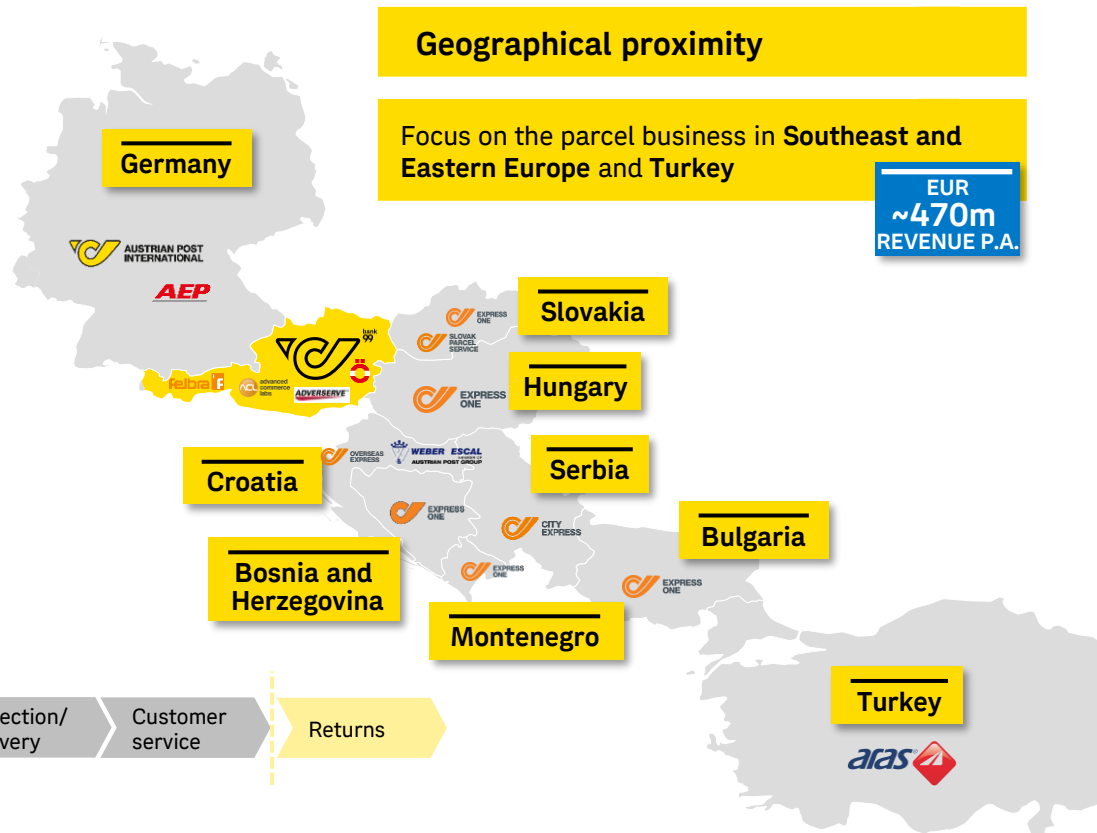 Geographical proximity
Focus on the parcel business in Southeast and
Eastern Europe and Turkey
EUR
~470m
REVENUE P.A.
Germany
AUSTRIAN POST
INTERNATIONAL
AEP
Slovakia
EXPRESS
ONE
SLOVAK
PARCEL
SERVICE
bank
99
feibra F
ACL advanced
commerce
labs
ADVERSERVE
Ö
Hungary
EXPRESS
ONE
Croatia
OVERSEAS
EXPRESS
WEBER ESCAL
MEMBER OF
AUSTRIAN POST GROUP
Serbia
EXPRESS
ONE
CITY
EXPRESS
Bosnia and
Herzegovina
EXPRESS
ONE
Montenegro
Bulgaria
EXPRESS
ONE
Turkey
aras
ection/
very
Customer
service
Returns